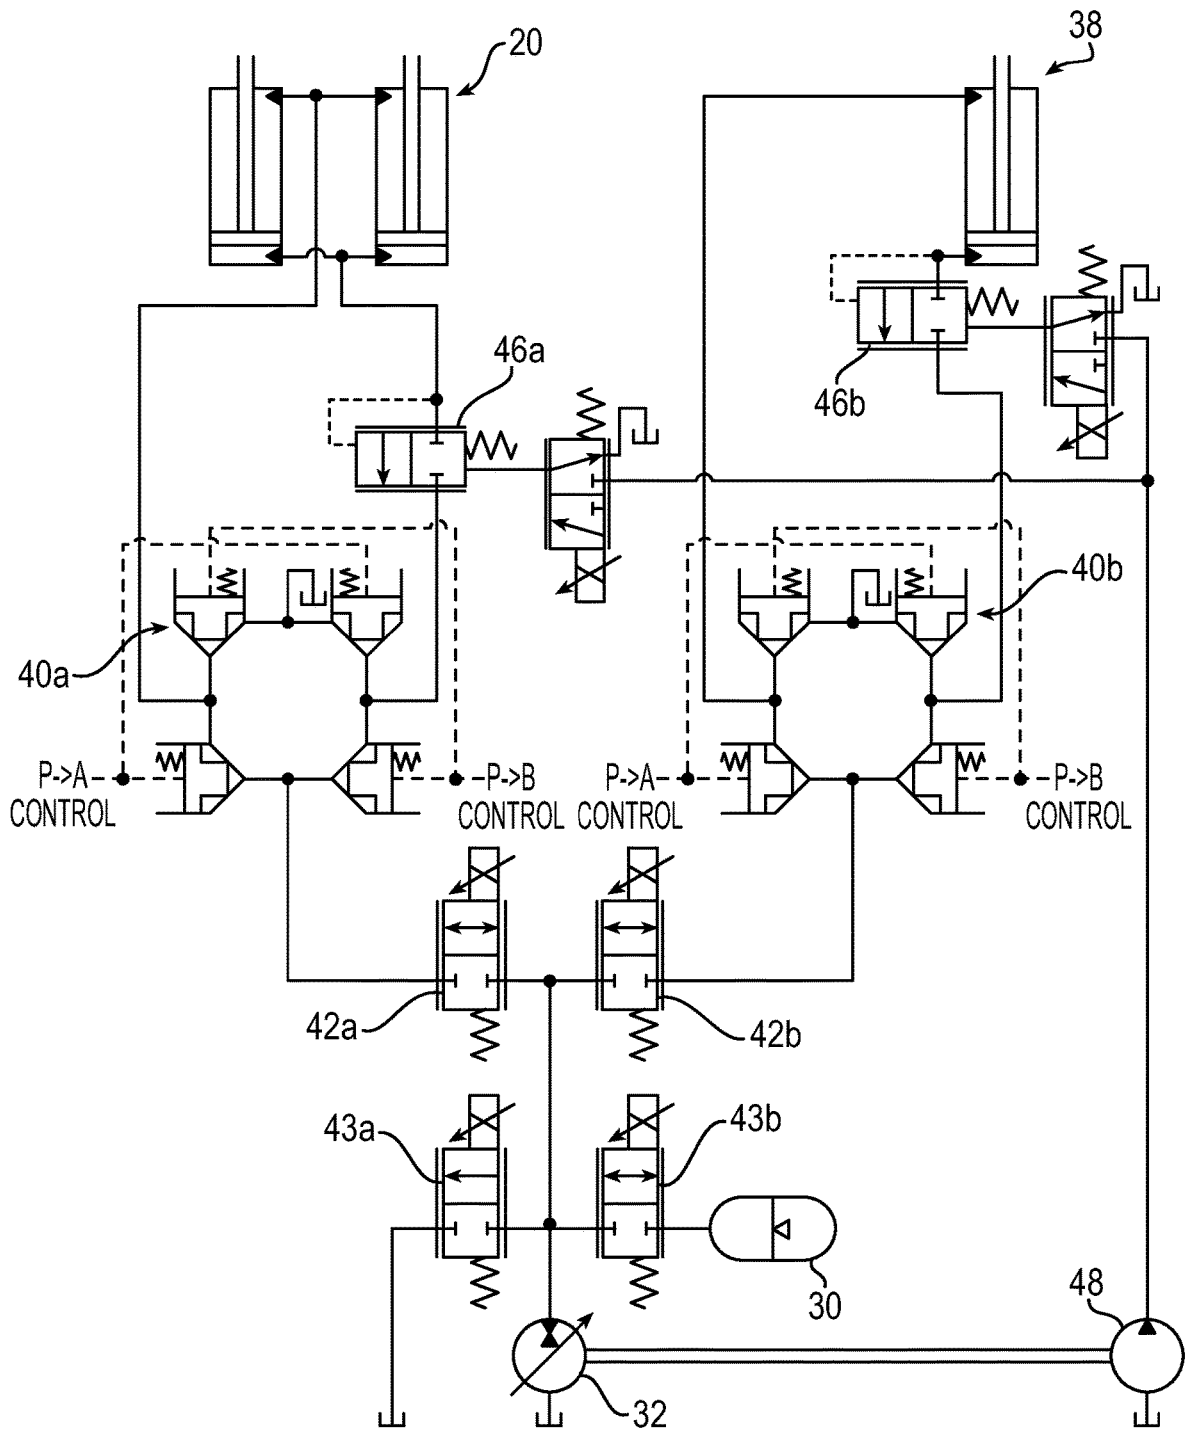 20
38
46a
46b
40a
40b
P->A
CONTROL
P->B
CONTROL
P->A
CONTROL
P->B
CONTROL
42a
42b
43a
43b
30
48
32